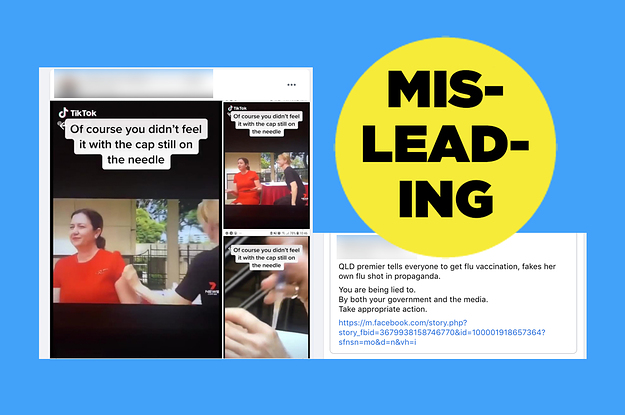 TikTok
Of course you didn't feel
it with the cap still on
the needle
TikTok
Of course you didn't feel
it with the cap still on
the needle
Of course you didn't feel
it with the cap still on
the needle
7
NEWS
MIS-
LEAD-
ING
QLD premier tells everyone to get flu vaccination, fakes her
own flu shot in propaganda.
You are being lied to.
By both your government and the media.
Take appropriate action.
https://m.facebook.com/story.php?
story_fbid=3679938158746770&id=100001918657364?
sfnsn=mo&d=n&vh=i